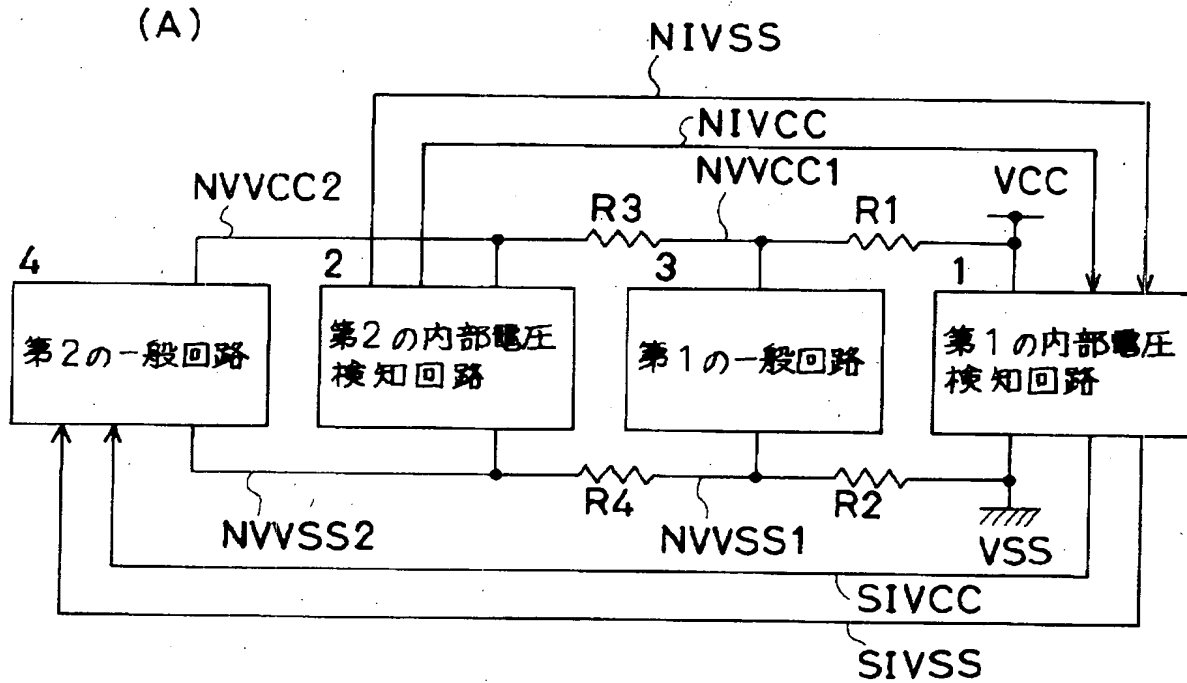 (A)
NIVSS
NIVCC
NVVCC2
NVVCC1
VCC
R3
R1
4
2
3
1
第2の一般回路
第2の内部電圧
検知回路
第1の一般回路
第1の内部電圧
検知回路
R4
R2
NVVSS2
NVVSS1
VSS
SIVCC
SIVSS